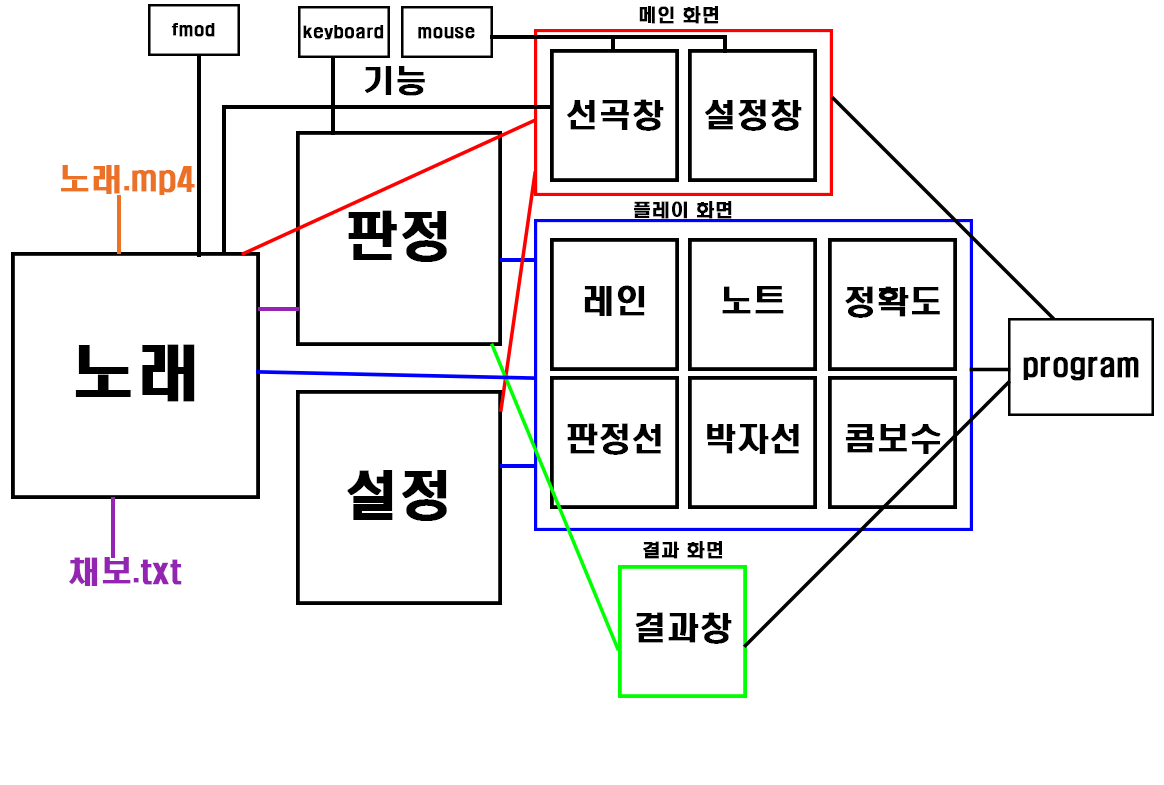 메인 화면
fmod
keyboard
mouse
기능
선곡창
설정창
노래.mp4
플레이 화면
판정
레인
노트
정확도
노래
program
판정선
박자선
콤보수
설정
결과 화면
채보.txt
결과창